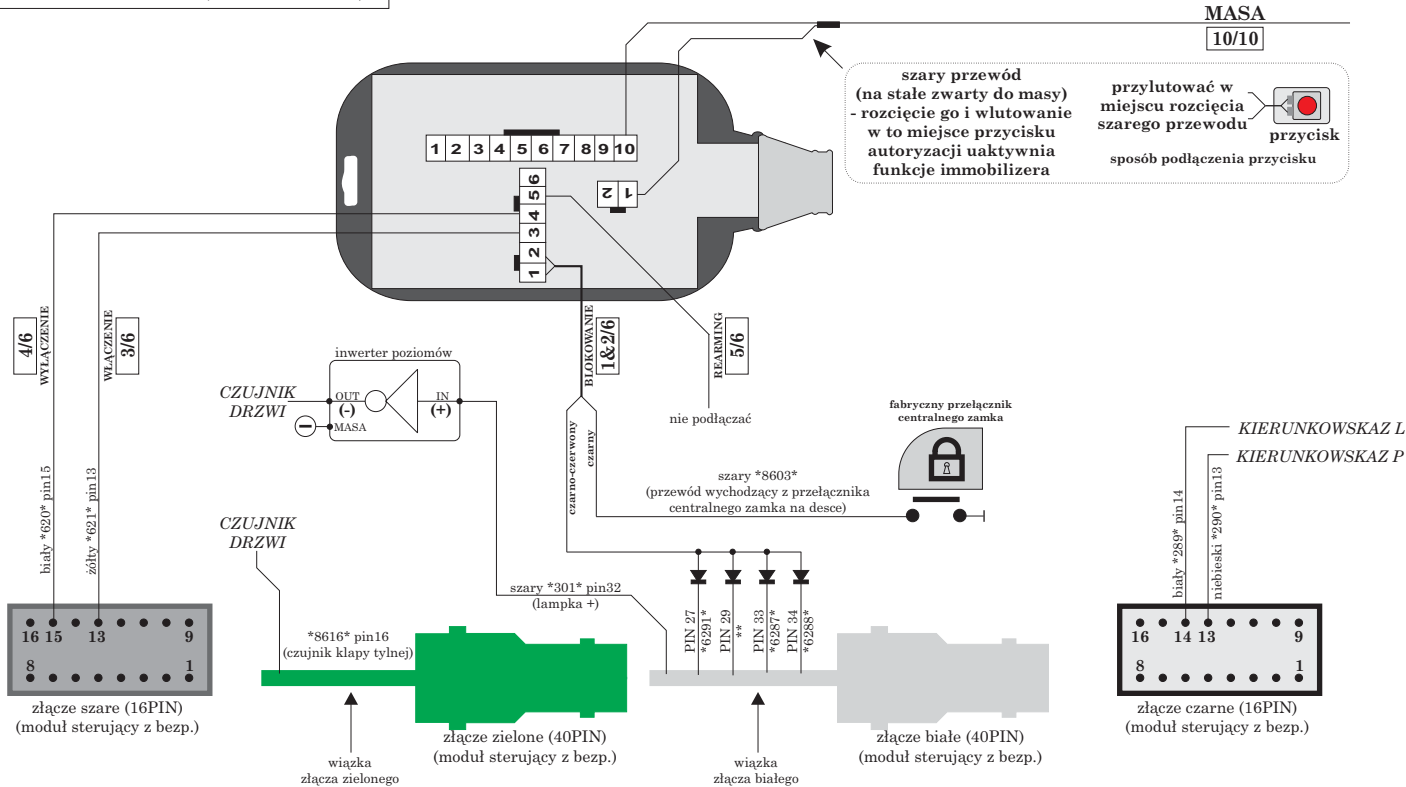 MASA
10/10
szary przewód
(na stałe zwarty do masy)
- rozcięcie go i wlutowanie
w to miejsce przycisku
autoryzacji uaktywnia
funkcje immobilizera
przylutować w
miejscu rozcięcia
szarego przewodu
przycisk
sposób podłączenia przycisku
1 2 3 4 5 6 7 8 9 10
1 2 3 4 5 6
2 1
4/6
WYŁĄCZENIE
WŁĄCZENIE
3/6
BLOKOWANIE
1&2/6
REARMING
5/6
inwerter poziomów
CZUJNIK
DRZWI
OUT
(-)
IN
(+)
MASA
nie podłączać
fabryczny przełącznik
centralnego zamka
czarno-czerwony
czarny
szary *8603*
(przewód wychodzący z przełącznika
centralnego zamka na desce)
KIERUNKOWSKAZ L
KIERUNKOWSKAZ P
biały *620* pin15
żółty *621* pin13
CZUJNIK
DRZWI
szary *301* pin32
(lampka +)
biały *289* pin14
niebieski *290* pin13
*8616* pin16
(czujnik klapy tylnej)
PIN 27
*6291*
PIN 29
**
PIN 33
*6287*
PIN 34
*6288*
16 15 13 9
8 1
złącze szare (16PIN)
(moduł sterujący z bezp.)
złącze zielone (40PIN)
(moduł sterujący z bezp.)
wiązka
złącza zielonego
złącze białe (40PIN)
(moduł sterujący z bezp.)
wiązka
złącza białego
16 14 13 9
8 1
złącze czarne (16PIN)
(moduł sterujący z bezp.)